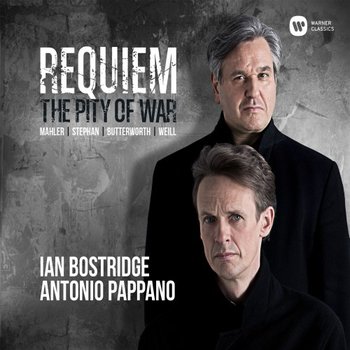 REQUIEM
THE PITY OF WAR
MAHLER | STEPHAN | BUTTERWORTH | WEILL
WARNER
CLASSICS
IAN BOSTRIDGE
ANTONIO PAPPANO